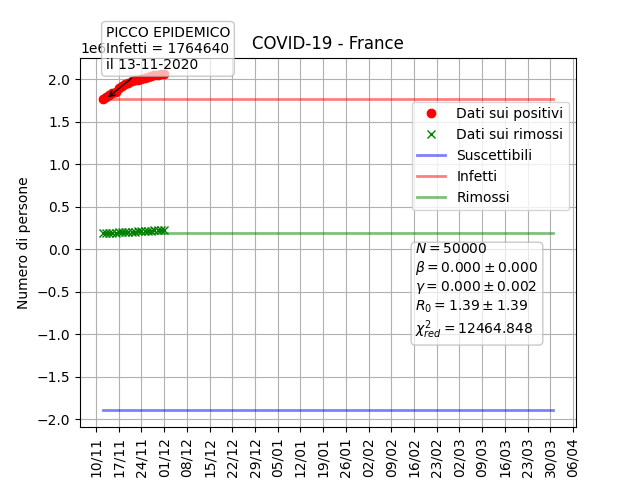 PICCO EPIDEMICO
Infetti = 1764640
il 13-11-2020
1e6
COVID-19 - France
Numero di persone
2.0
1.5
1.0
0.5
0.0
−0.5
−1.0
−1.5
−2.0
Dati sui positivi
Dati sui rimossi
Suscettibili
Infetti
Rimossi
N = 50000
β = 0.000 ± 0.000
γ = 0.000 ± 0.002
R₀ = 1.39 ± 1.39
χ²_red = 12464.848
10/11
17/11
24/11
01/12
08/12
15/12
22/12
29/12
05/01
12/01
19/01
26/01
02/02
09/02
16/02
23/02
02/03
09/03
16/03
23/03
30/03
06/04